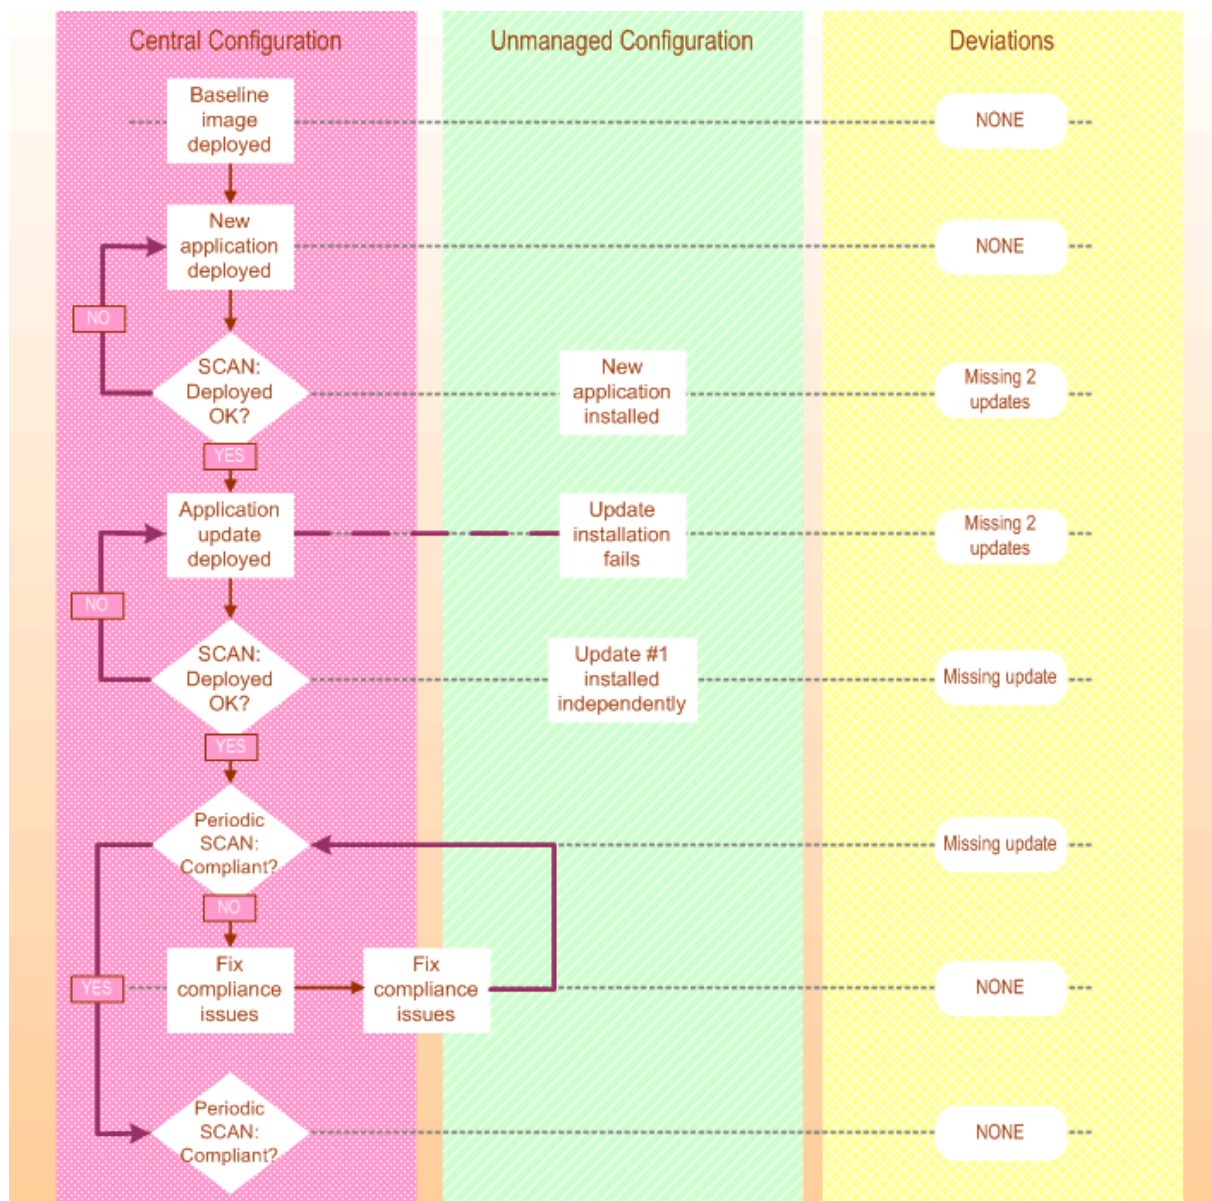 Central Configuration
Unmanaged Configuration
Deviations
Baseline
image
deployed
NONE
New
application
deployed
NONE
NO
SCAN:
Deployed
OK?
New
application
installed
Missing 2
updates
YES
Application
update
deployed
Update
installation
fails
Missing 2
updates
NO
SCAN:
Deployed
OK?
Update #1
installed
independently
Missing update
YES
Periodic
SCAN:
Compliant?
Missing update
NO
YES
Fix
compliance
issues
Fix
compliance
issues
NONE
Periodic
SCAN:
Compliant?
NONE